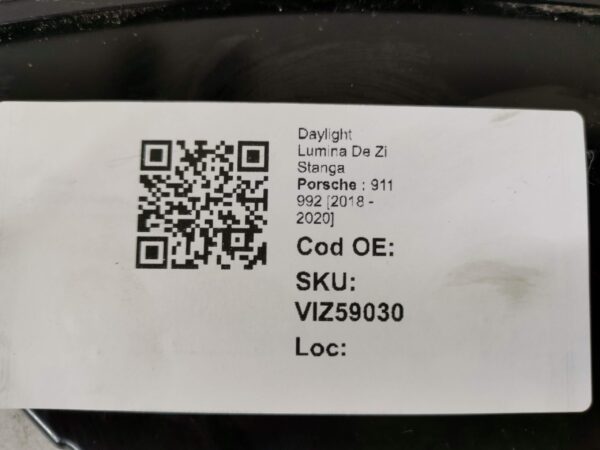 Daylight
Lumina De Zi
Stanga
Porsche : 911
992 [2018 -
2020]
Cod OE:
SKU:
VIZ59030
Loc: